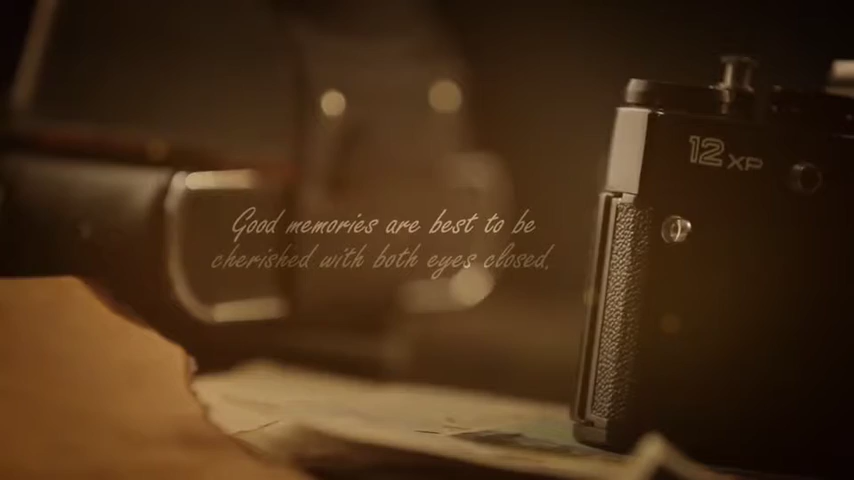 12 XP
Good memories are best to be
cherished with both eyes closed.